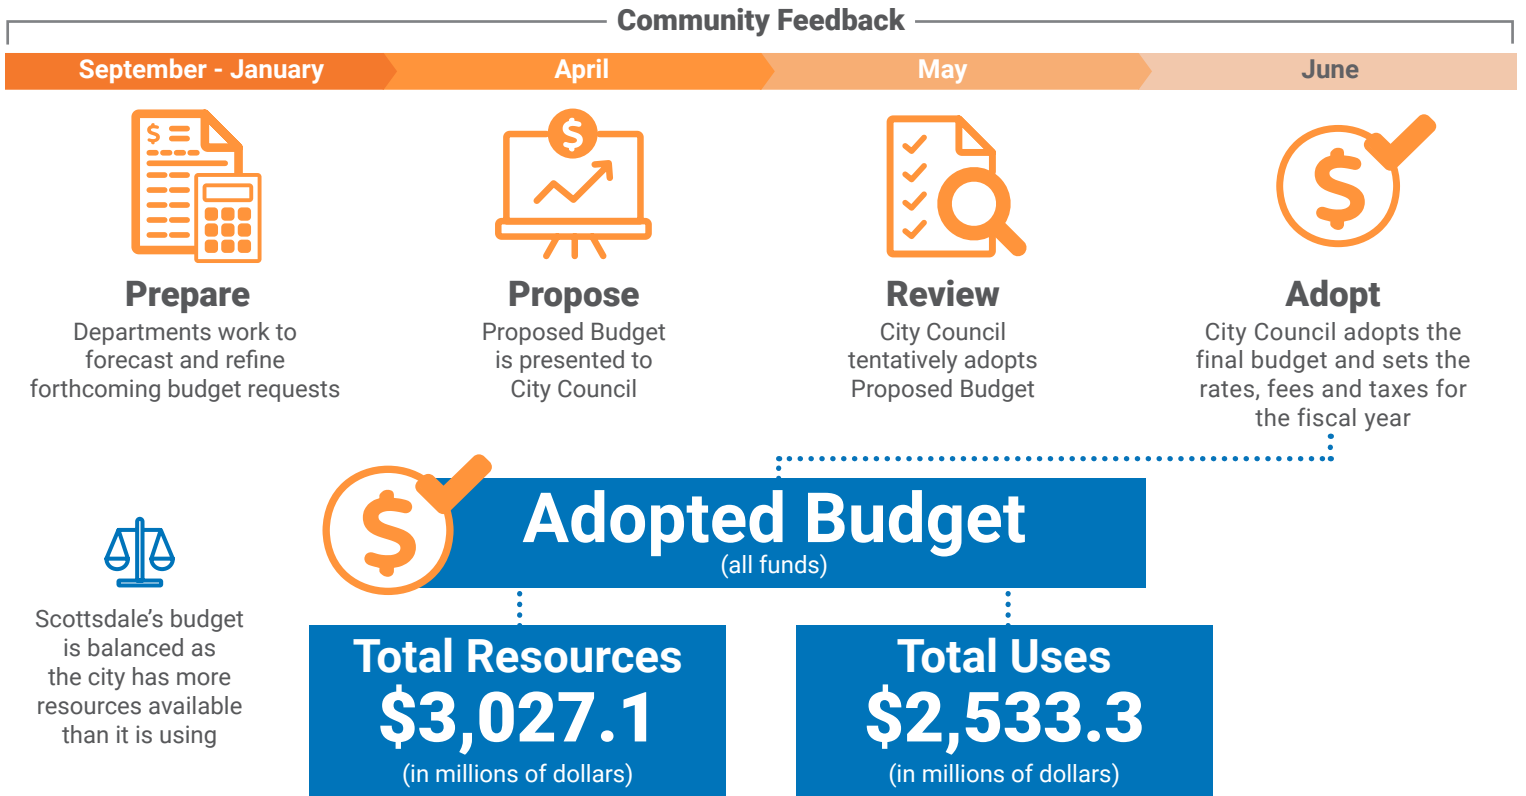 Community Feedback
September - January
April
May
June
Prepare
Departments work to
forecast and refine
forthcoming budget requests
Propose
Proposed Budget
is presented to
City Council
Review
City Council
tentatively adopts
Proposed Budget
Adopt
City Council adopts the
final budget and sets the
rates, fees and taxes for
the fiscal year
Adopted Budget
(all funds)
Scottsdale’s budget
is balanced as
the city has more
resources available
than it is using
Total Resources
$3,027.1
(in millions of dollars)
Total Uses
$2,533.3
(in millions of dollars)